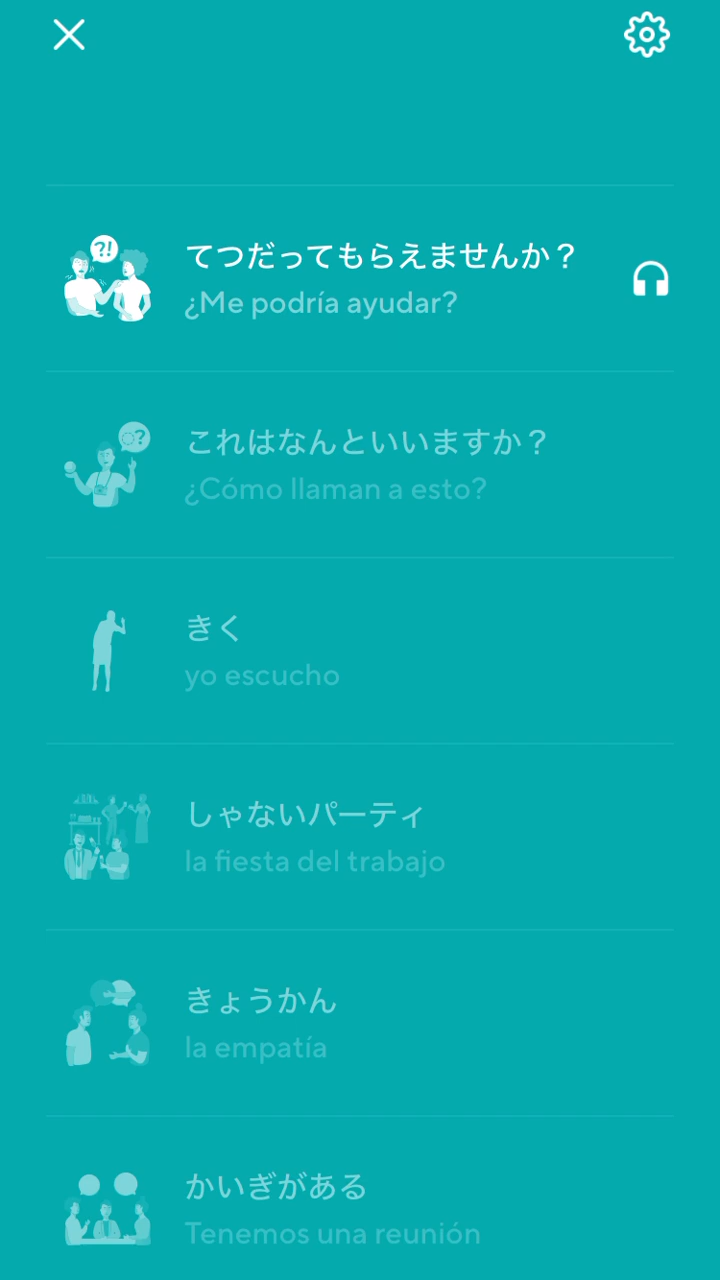 ?!
てつだってもらえませんか？
¿Me podría ayudar?
?
これはなんといいますか？
¿Cómo llaman a esto?
きく
yo escucho
しゃないパーティ
la fiesta del trabajo
きょうかん
la empatía
かいぎがある
Tenemos una reunión